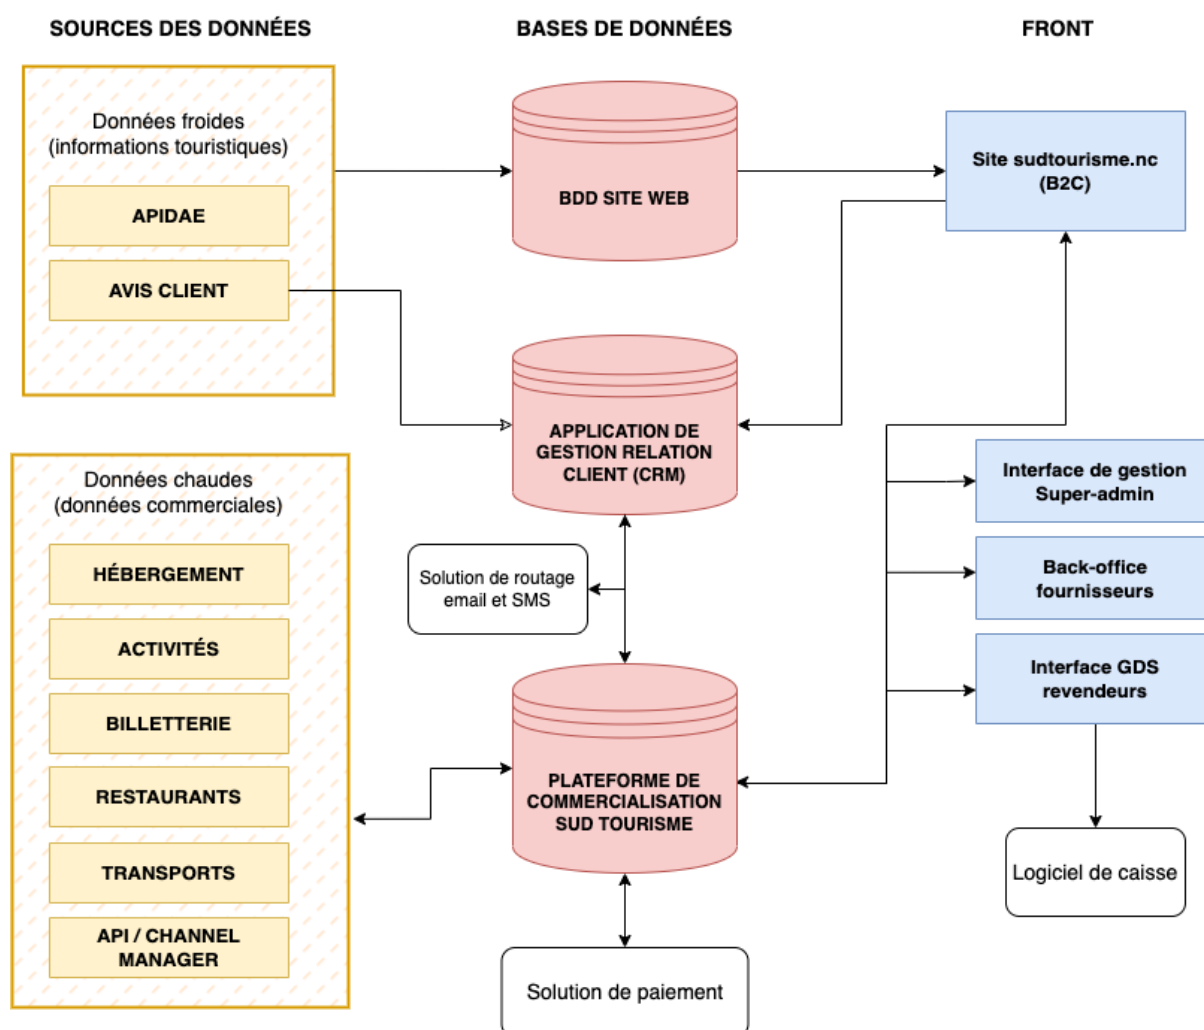 SOURCES DES DONNÉES
Données froides
(informations touristiques)
APIDAE
AVIS CLIENT
Données chaudes
(données commerciales)
HÉBERGEMENT
ACTIVITÉS
BILLETTERIE
RESTAURANTS
TRANSPORTS
API / CHANNEL
MANAGER
BASES DE DONNÉES
BDD SITE WEB
APPLICATION DE
GESTION RELATION
CLIENT (CRM)
Solution de routage
email et SMS
PLATEFORME DE
COMMERCIALISATION
SUD TOURISME
Solution de paiement
FRONT
Site sudtourisme.nc
(B2C)
Interface de gestion
Super-admin
Back-office
fournisseurs
Interface GDS
revendeurs
Logiciel de caisse